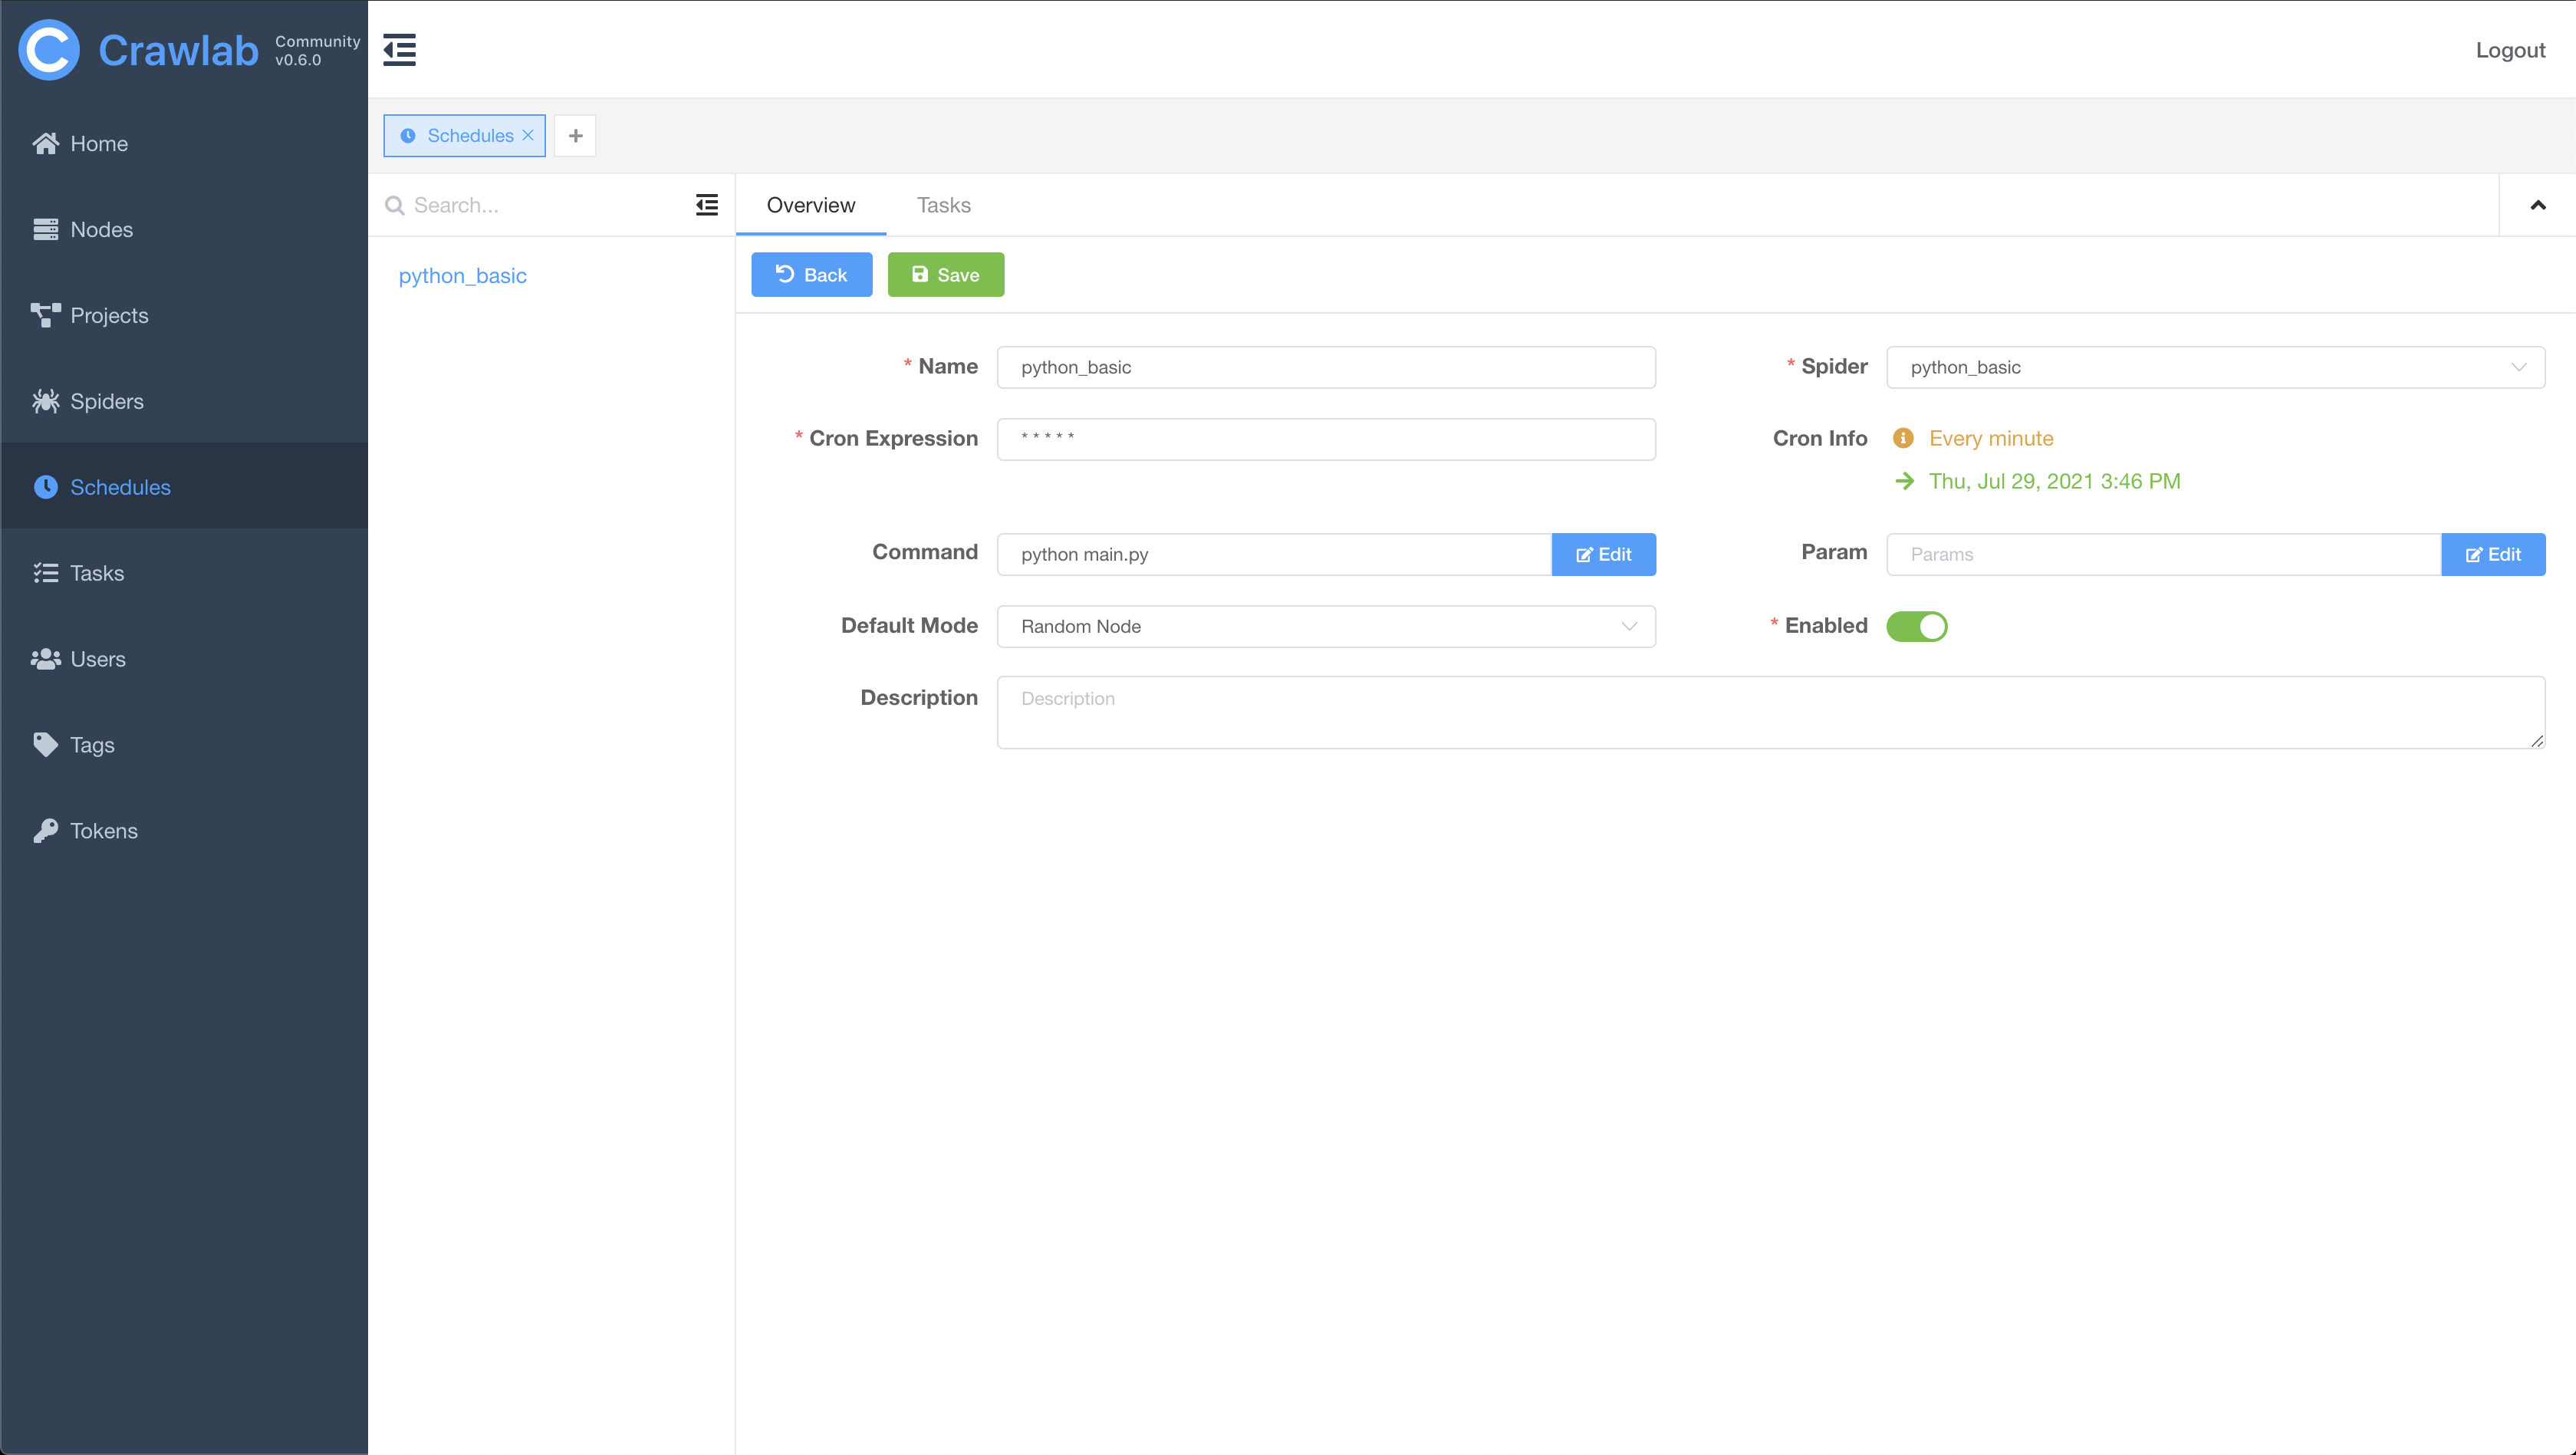 Crawlab Community
v0.6.0
Logout
Home
Nodes
Projects
Spiders
Schedules
Tasks
Users
Tags
Tokens
Schedules
Search...
python_basic
Overview Tasks
Back Save
* Name python_basic * Spider python_basic
* Cron Expression * * * * * Cron Info Every minute
Thu, Jul 29, 2021 3:46 PM
Command python main.py Edit Param Params Edit
Default Mode Random Node * Enabled
Description Description